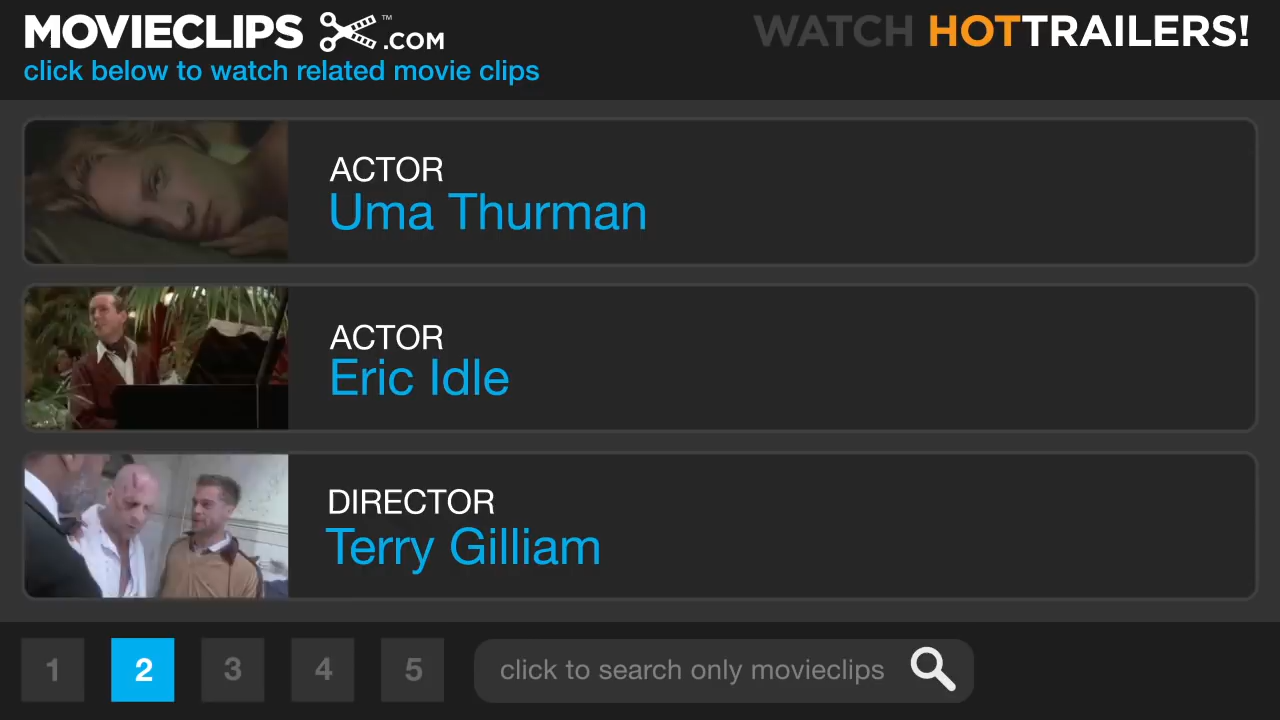 MOVIECLIPS ™ .COM
WATCH HOTTRAILERS!
click below to watch related movie clips
ACTOR
Uma Thurman
ACTOR
Eric Idle
DIRECTOR
Terry Gilliam
1 2 3 4 5 click to search only movieclips